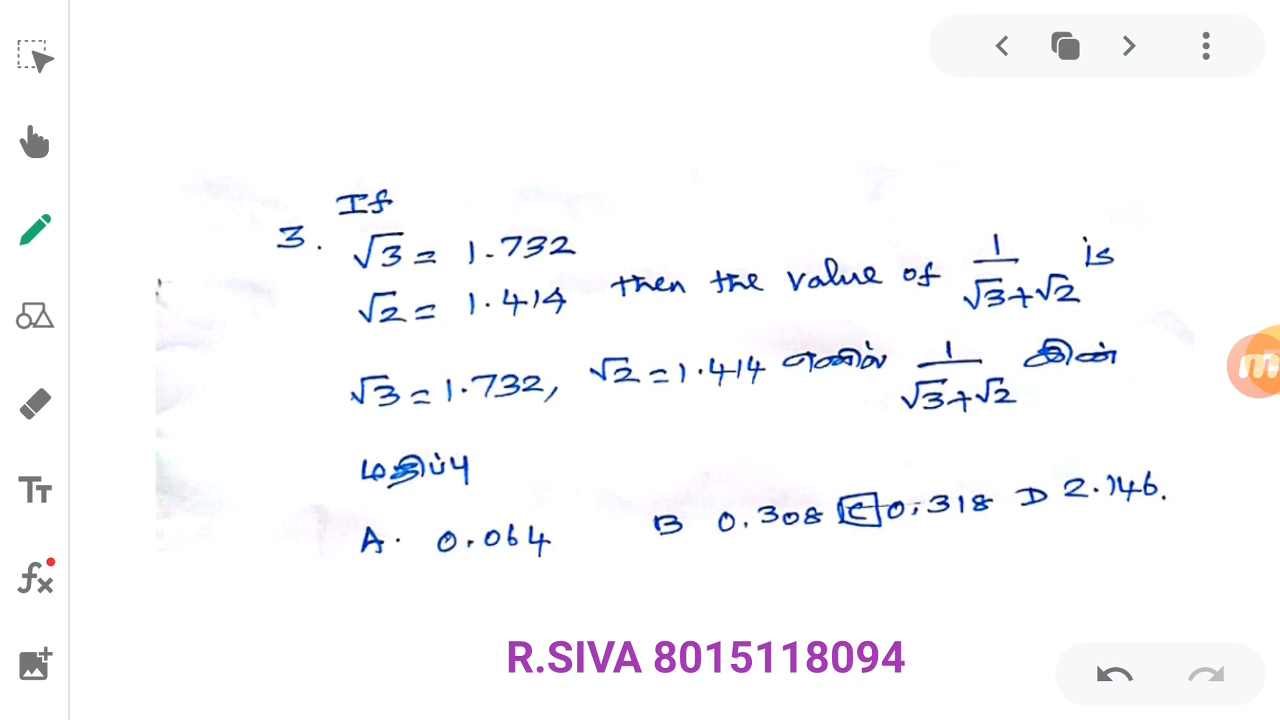 If
3. √3 = 1.732
√2 = 1.414 then the value of 1/(√3+√2) is
√3 = 1.732, √2 = 1.414 எனில் 1/(√3+√2) இன்
மதிப்பு
A. 0.064 B 0.308 C 0.318 D 2.146.
R.SIVA 8015118094